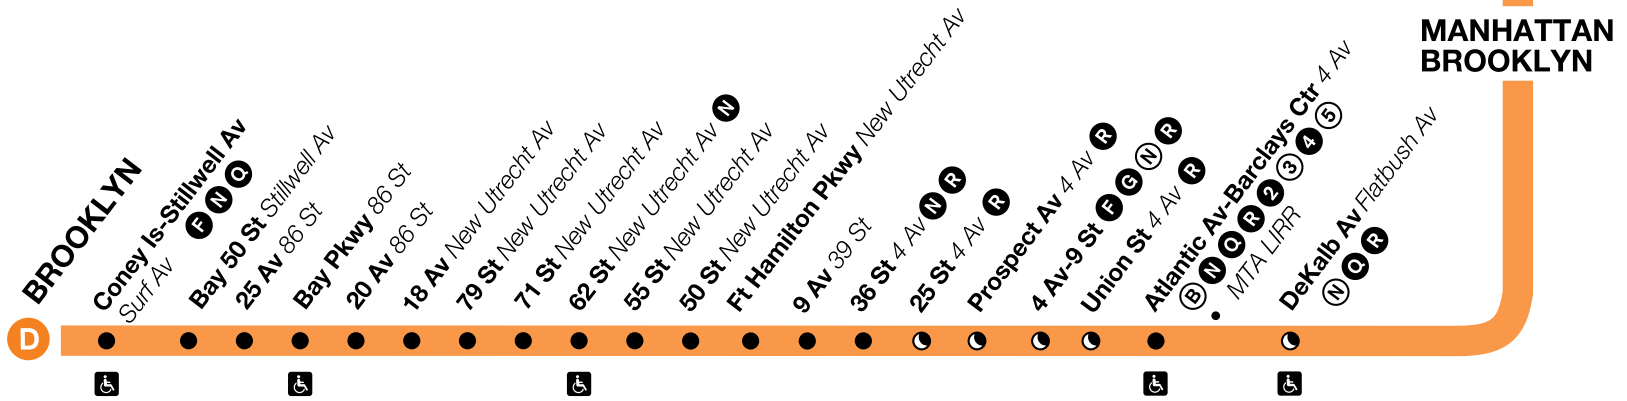 MANHATTAN
BROOKLYN
BROOKLYN
Coney Is-Stillwell Av
Surf Av
F N Q
Bay 50 St Stillwell Av
25 Av 86 St
Bay Pkwy 86 St
20 Av 86 St
18 Av New Utrecht Av
79 St New Utrecht Av
71 St New Utrecht Av
62 St New Utrecht Av N
55 St New Utrecht Av
50 St New Utrecht Av
Ft Hamilton Pkwy New Utrecht Av
9 Av 39 St
36 St 4 Av N R
25 St 4 Av R
Prospect Av 4 Av R
4 Av-9 St F G N R
Union St 4 Av R
Atlantic Av-Barclays Ctr 4 Av
B N Q R 2 3 4 5
• MTA LIRR
DeKalb Av Flatbush Av
N Q R
D